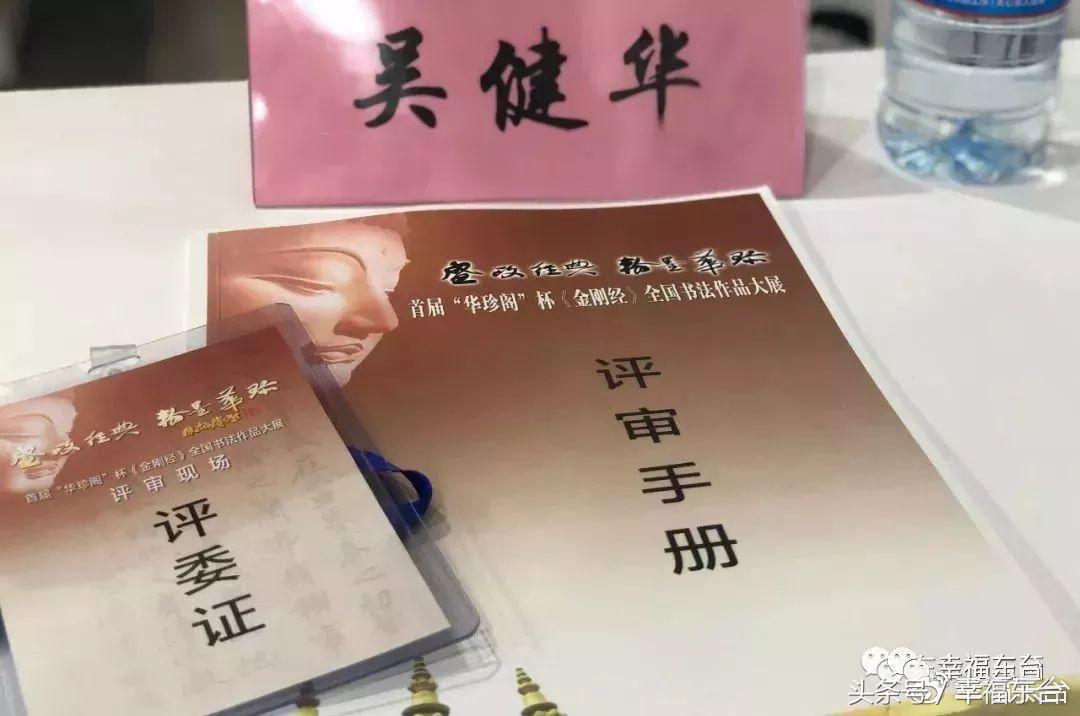 吴健华
翰墨华珍
首届“华珍阁”杯《金刚经》全国书法作品大展
评审手册
翰墨华珍
首届“华珍阁”杯《金刚经》全国书法作品大展
评审现场
评委证
幸福东台
头条号/幸福东台